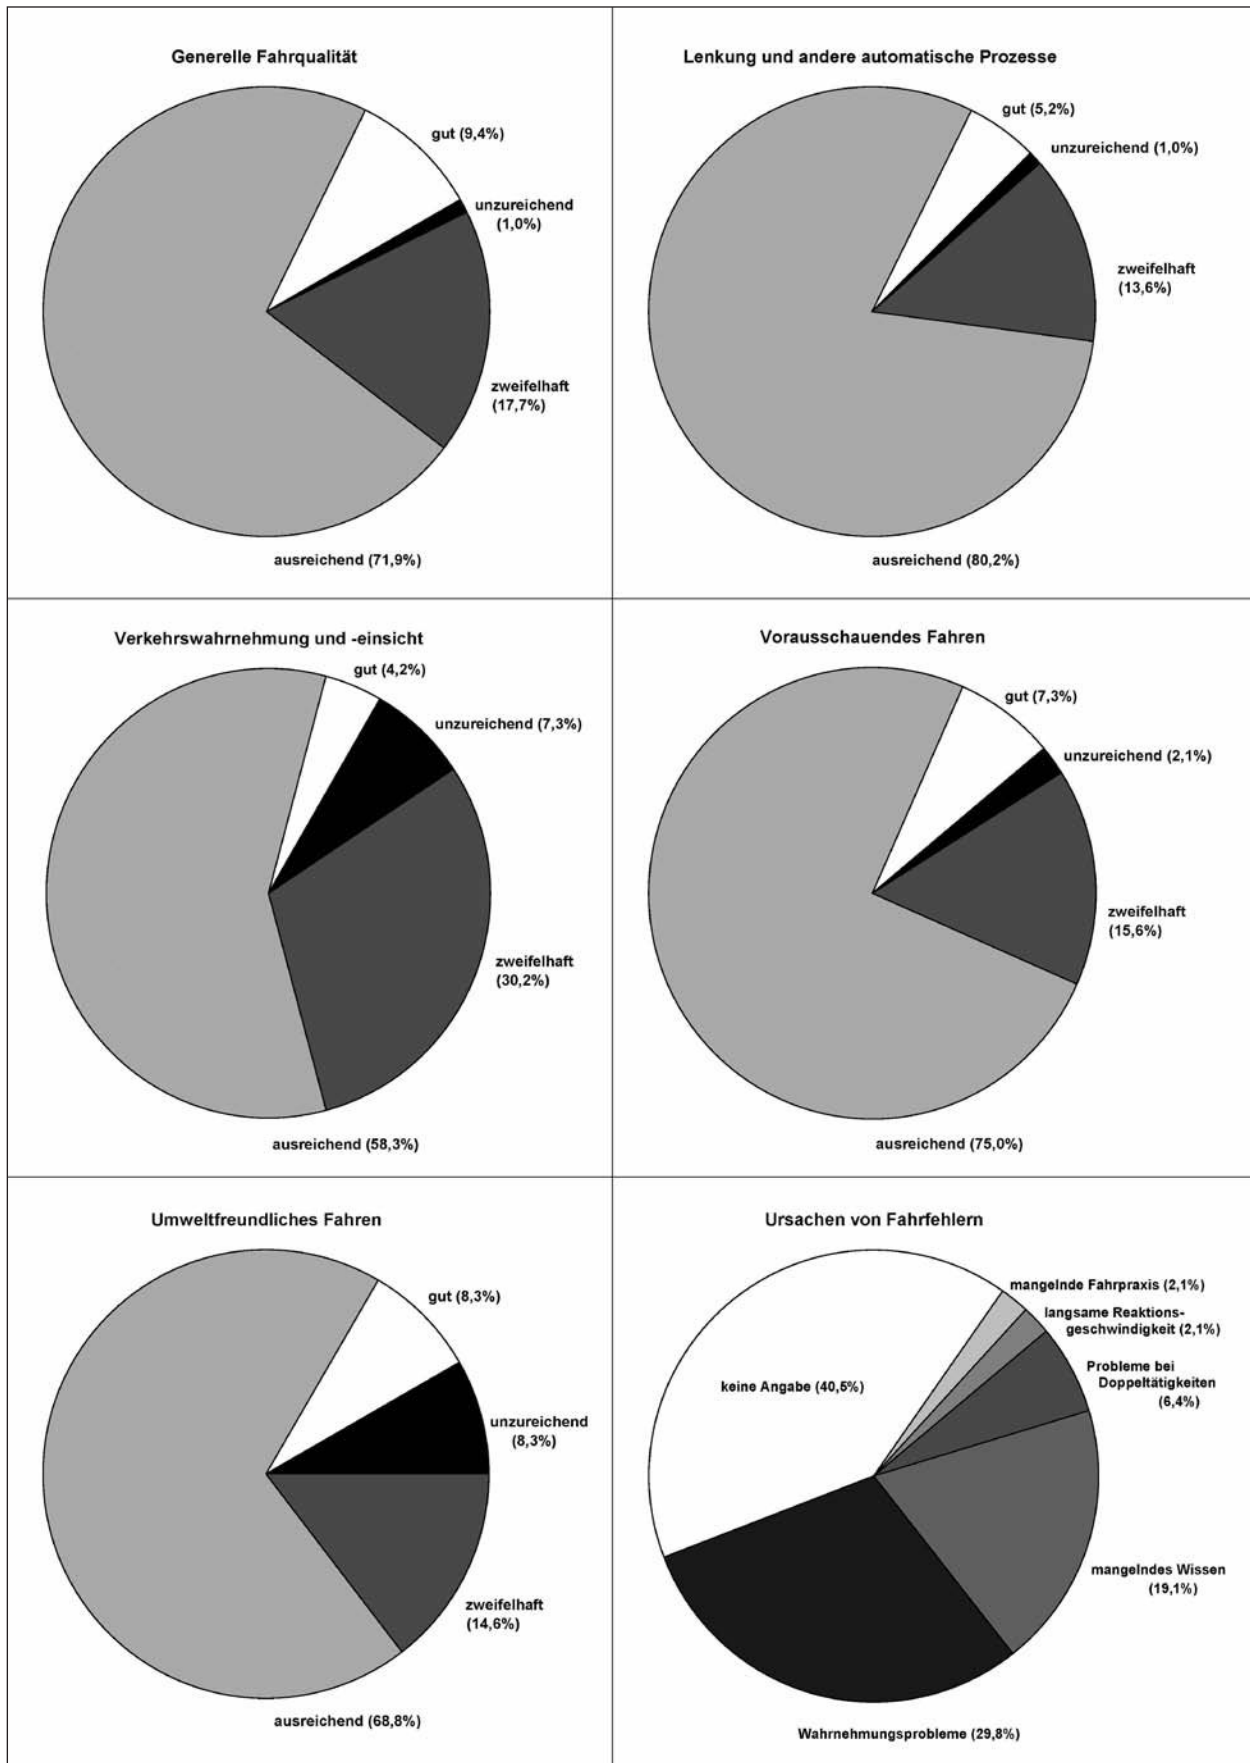 Generelle Fahrqualität
gut (9,4%)
unzureichend
(1,0%)
zweifelhaft
(17,7%)
ausreichend (71,9%)
Lenkung und andere automatische Prozesse
gut (5,2%)
unzureichend (1,0%)
zweifelhaft
(13,6%)
ausreichend (80,2%)
Verkehrswahrnehmung und -einsicht
gut (4,2%)
unzureichend (7,3%)
zweifelhaft
(30,2%)
ausreichend (58,3%)
Vorausschauendes Fahren
gut (7,3%)
unzureichend (2,1%)
zweifelhaft
(15,6%)
ausreichend (75,0%)
Umweltfreundliches Fahren
gut (8,3%)
unzureichend
(8,3%)
zweifelhaft
(14,6%)
ausreichend (68,8%)
Ursachen von Fahrfehlern
mangelnde Fahrpraxis (2,1%)
langsame Reaktions-
geschwindigkeit (2,1%)
Probleme bei
Doppeltätigkeiten
(6,4%)
keine Angabe (40,5%)
mangelndes Wissen
(19,1%)
Wahrnehmungsprobleme (29,8%)